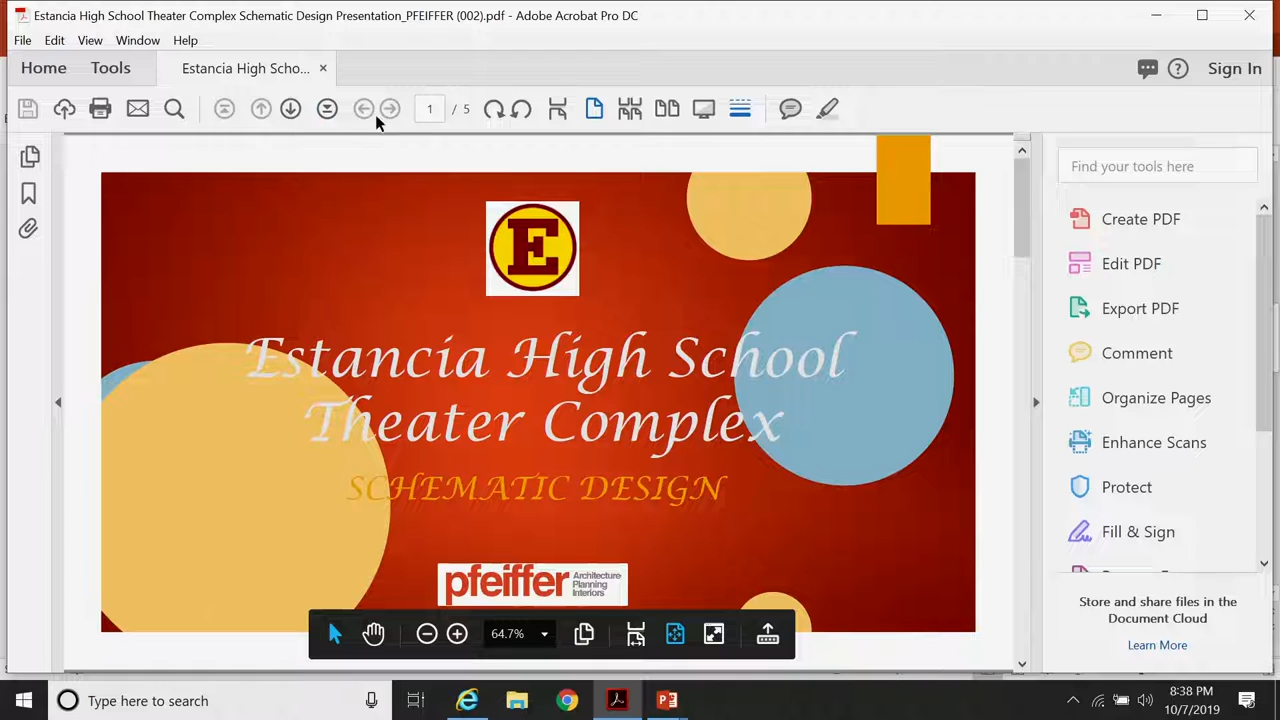 Estancia High School Theater Complex Schematic Design Presentation_PFEIFFER (002).pdf - Adobe Acrobat Pro DC
File Edit View Window Help
Home Tools Estancia High Scho... × Sign In
1 / 5
Find your tools here
Create PDF
Edit PDF
Export PDF
Comment
Organize Pages
Enhance Scans
Protect
Fill & Sign
Store and share files in the
Document Cloud
Learn More
E
Estancia High School
Theater Complex
SCHEMATIC DESIGN
pfeiffer Architecture
Planning
Interiors
64.7%
Type here to search
8:38 PM
10/7/2019